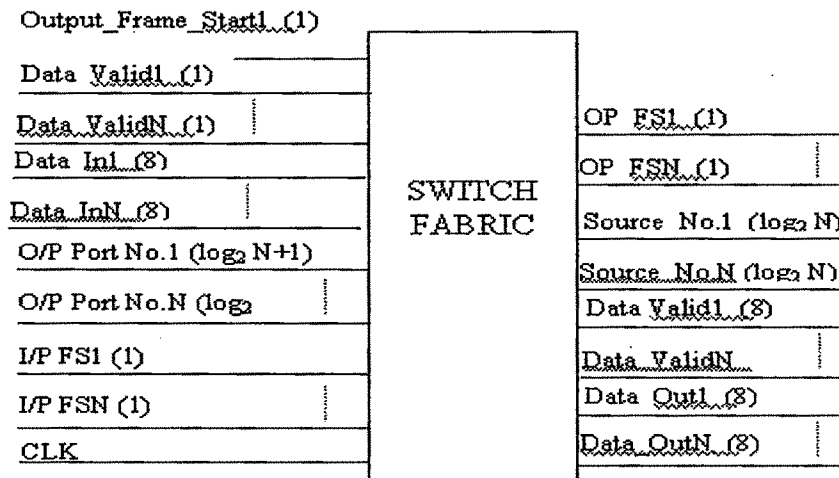 Output_Frame_Start1 (1)
Data Valid1 (1)
Data ValidN (1)
Data In1 (8)
Data InN (8)
O/P Port No.1 (log₂ N+1)
O/P Port No.N (log₂
I/P FS1 (1)
I/P FSN (1)
CLK
SWITCH
FABRIC
OP FS1 (1)
OP FSN (1)
Source No.1 (log₂ N)
Source No.N (log₂ N)
Data Valid1 (8)
Data ValidN
Data Out1 (8)
Data OutN (8)